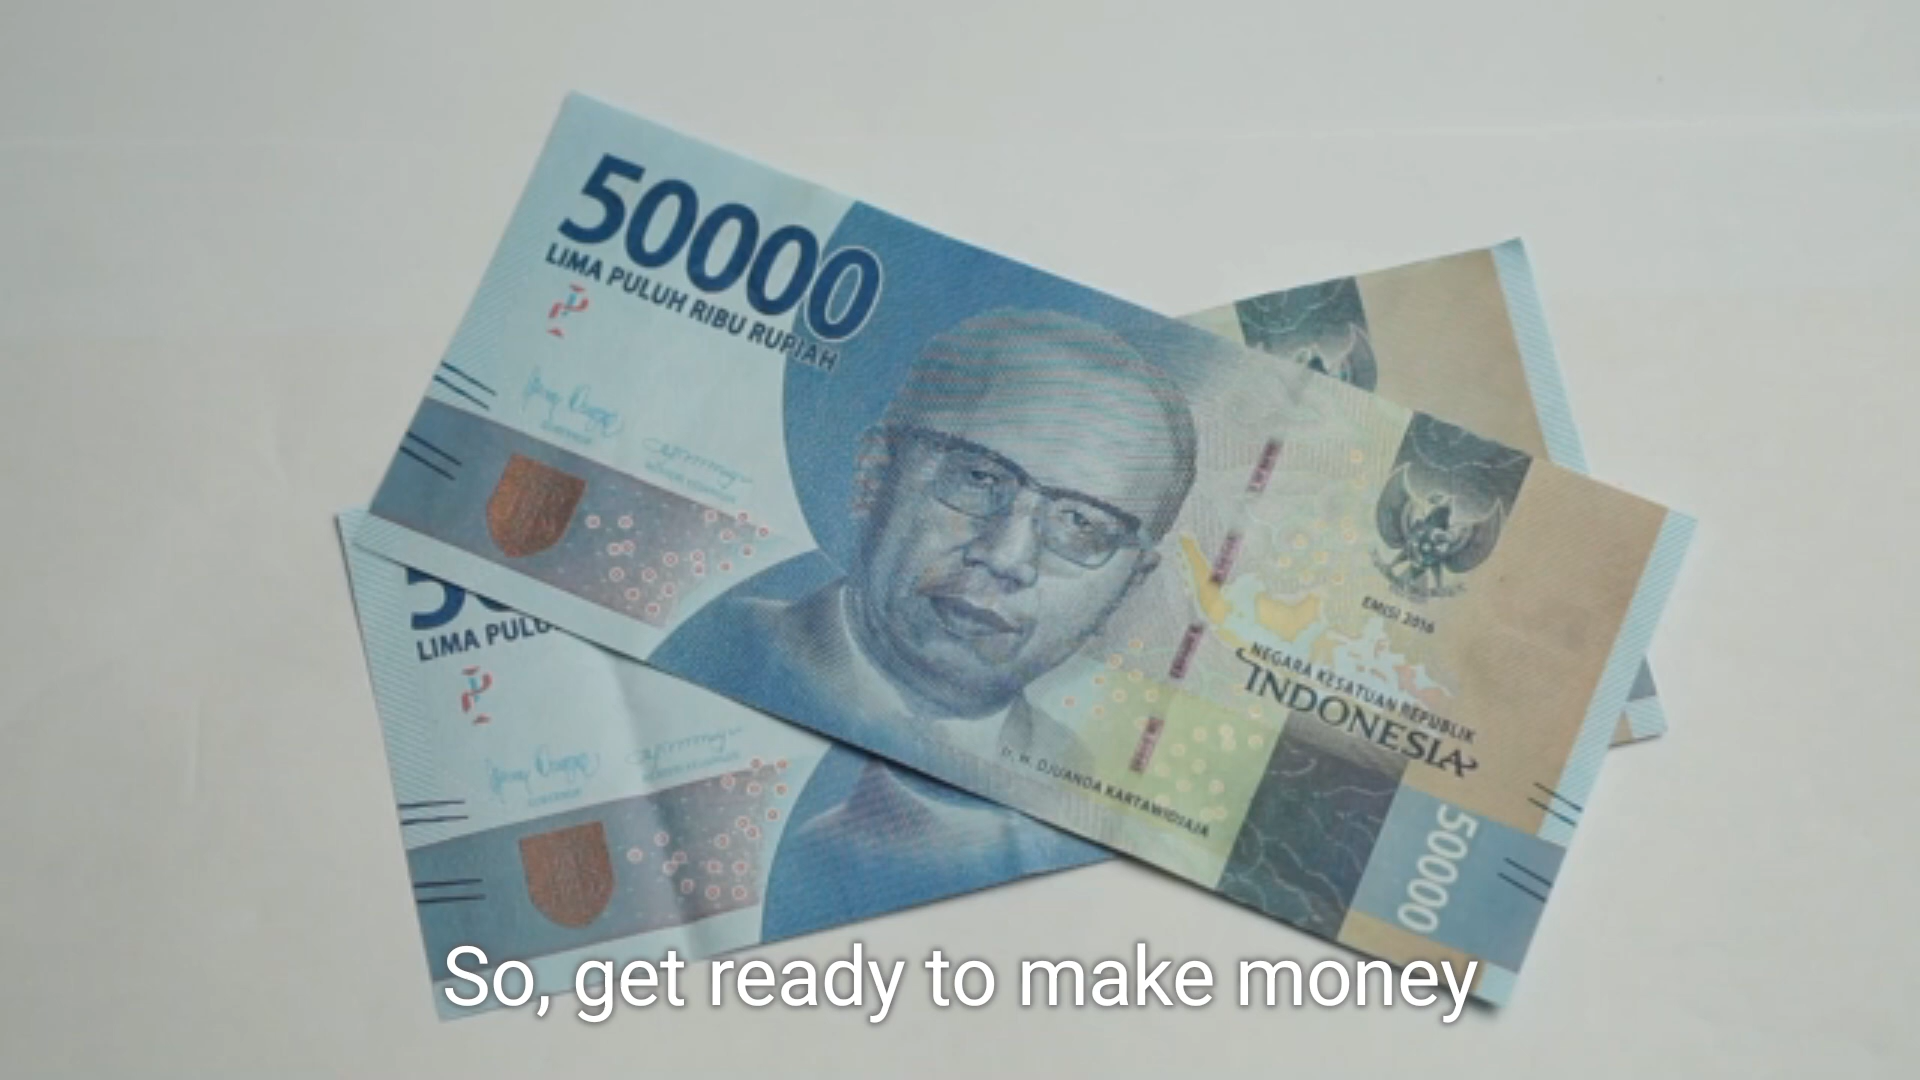 50000
LIMA PULUH RIBU RUPIAH
EMISI 2016
NEGARA KESATUAN REPUBLIK
INDONESIA
DJUANDA KARTAWIDJAJA
50000
LIMA
So, get ready to make money